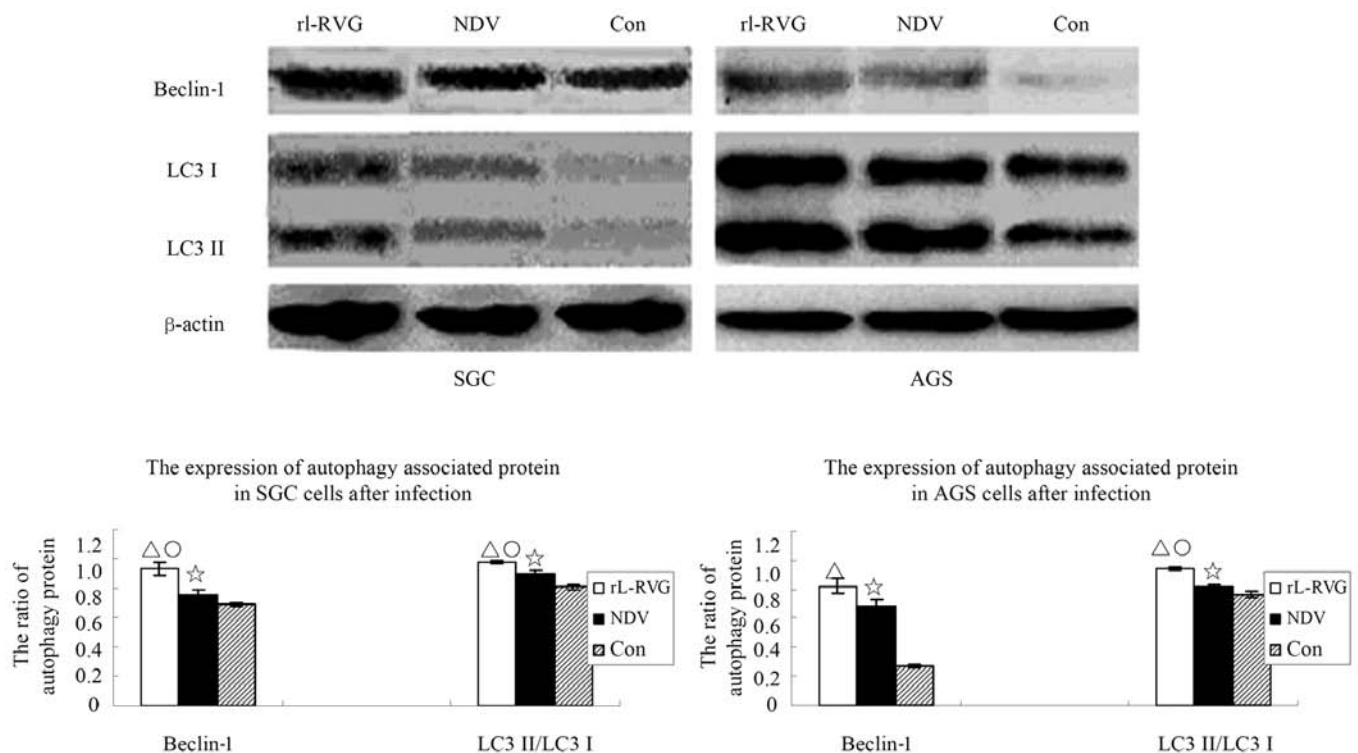 rl-RVG NDV Con rl-RVG NDV Con
Beclin-1
LC3 I
LC3 II
β-actin
SGC AGS
The expression of autophagy associated protein
in SGC cells after infection
The ratio of
autophagy protein
1.2
1.0
0.8
0.6
0.4
0.2
0
△○
☆
△○
☆
rL-RVG
NDV
Con
Beclin-1 LC3 II/LC3 I
The expression of autophagy associated protein
in AGS cells after infection
The ratio of
autophagy protein
1.2
1.0
0.8
0.6
0.4
0.2
0
△
☆
△○
☆
rL-RVG
NDV
Con
Beclin-1 LC3 II/LC3 I